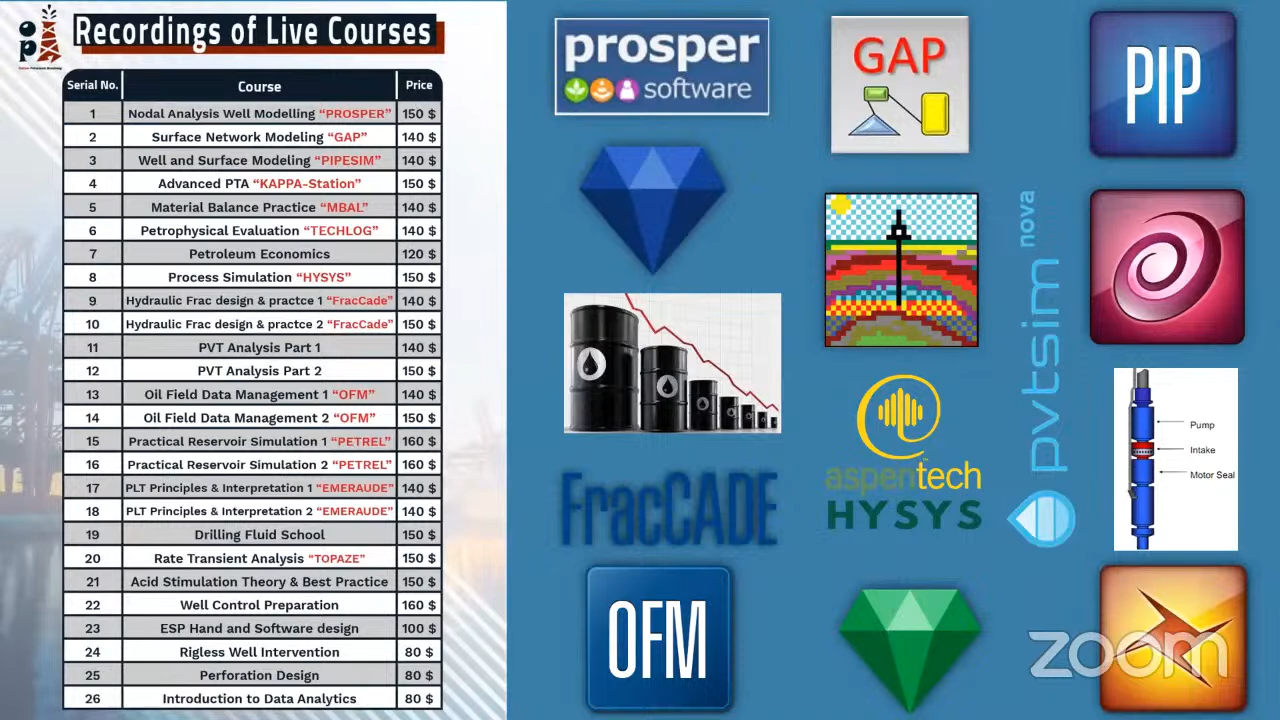 Recordings of Live Courses
Serial No. Course Price
1 Nodal Analysis Well Modelling “PROSPER” 150 $
2 Surface Network Modeling “GAP” 140 $
3 Well and Surface Modeling “PIPESIM” 140 $
4 Advanced PTA “KAPPA-Station” 150 $
5 Material Balance Practice “MBAL” 140 $
6 Petrophysical Evaluation “TECHLOG” 140 $
7 Petroleum Economics 120 $
8 Process Simulation “HYSYS” 150 $
9 Hydraulic Frac design & practce 1 “FracCade” 140 $
10 Hydraulic Frac design & practce 2 “FracCade” 150 $
11 PVT Analysis Part 1 140 $
12 PVT Analysis Part 2 150 $
13 Oil Field Data Management 1 “OFM” 140 $
14 Oil Field Data Management 2 “OFM” 150 $
15 Practical Reservoir Simulation 1 “PETREL” 160 $
16 Practical Reservoir Simulation 2 “PETREL” 160 $
17 PLT Principles & Interpretation 1 “EMERAUDE” 140 $
18 PLT Principles & Interpretation 2 “EMERAUDE” 140 $
19 Drilling Fluid School 150 $
20 Rate Transient Analysis “TOPAZE” 150 $
21 Acid Stimulation Theory & Best Practice 150 $
22 Well Control Preparation 160 $
23 ESP Hand and Software design 100 $
24 Rigless Well Intervention 80 $
25 Perforation Design 80 $
26 Introduction to Data Analytics 80 $
prosper
software
GAP
PIP
pvtsim nova
Pump
Intake
Motor Seal
aspentech
HYSYS
FracCADE
OFM
zoom